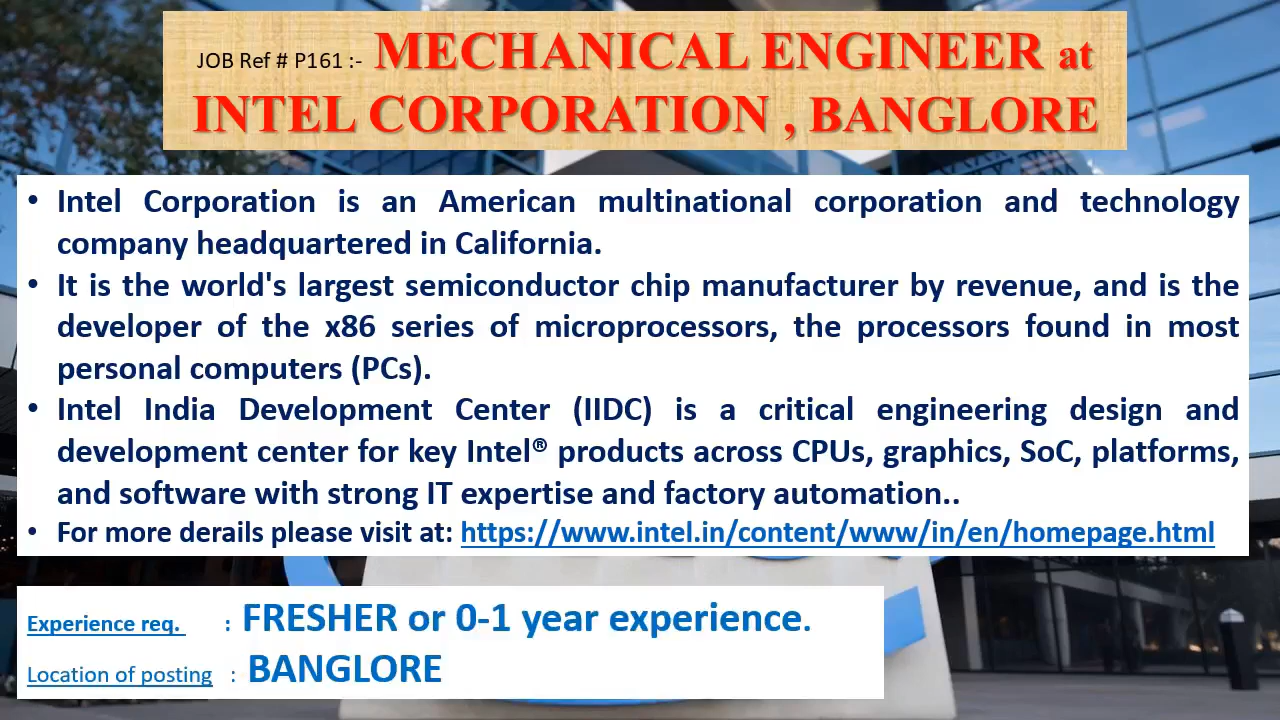 JOB Ref # P161 :- MECHANICAL ENGINEER at
INTEL CORPORATION , BANGLORE
• Intel Corporation is an American multinational corporation and technology
company headquartered in California.
• It is the world's largest semiconductor chip manufacturer by revenue, and is the
developer of the x86 series of microprocessors, the processors found in most
personal computers (PCs).
• Intel India Development Center (IIDC) is a critical engineering design and
development center for key Intel® products across CPUs, graphics, SoC, platforms,
and software with strong IT expertise and factory automation..
• For more derails please visit at: https://www.intel.in/content/www/in/en/homepage.html
Experience req. : FRESHER or 0-1 year experience.
Location of posting : BANGLORE